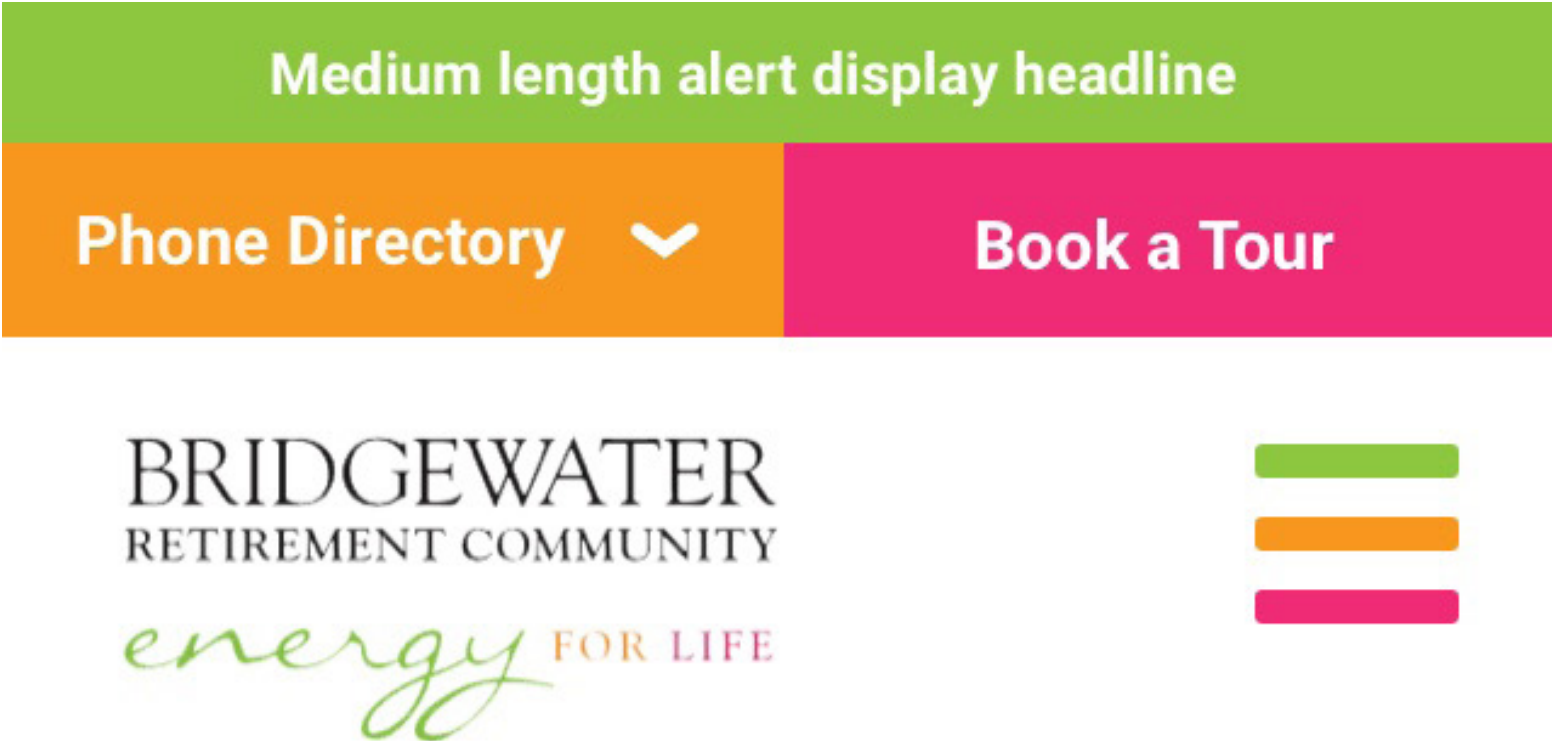 Medium length alert display headline
Phone Directory
Book a Tour
BRIDGEWATER
RETIREMENT COMMUNITY
energy FOR LIFE